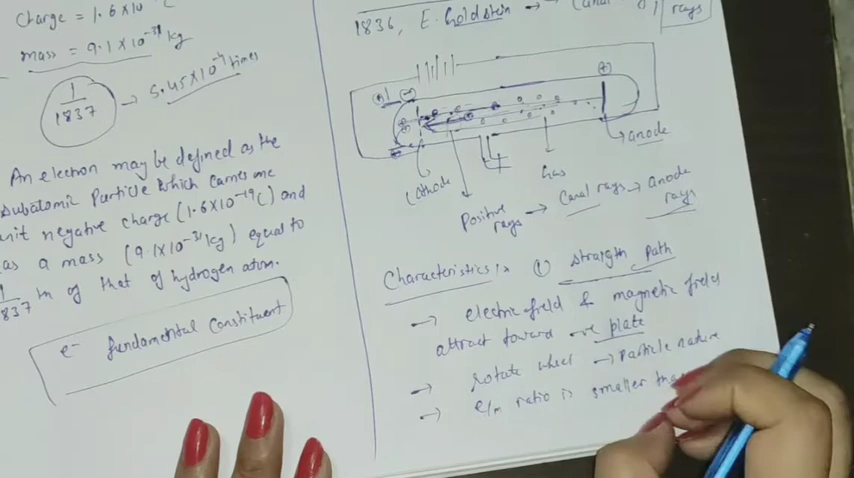 Charge = 1.6 x 10 C
mass = 9.1 x 10⁻³¹ kg
1/1837 → 5.45 x 10⁻⁴ times
An electron may be defined as the
subatomic Particle which carries one
unit negative charge (1.6 x 10⁻¹⁹ C) and
as a mass (9.1 x 10⁻³¹ kg) equal to
1/1837 th of that of hydrogen atom.
e⁻ fundamental Constituent
1836, E. Goldstein → Canal
rays
Cathode
Positive rays → Canal rays → anode rays
Gas
anode
Characteristics :- ① straigth path
→ electric field & magnetic field
attract toward -ve plate
→ rotate wheel → Particle nature
→ e/m ratio is smaller